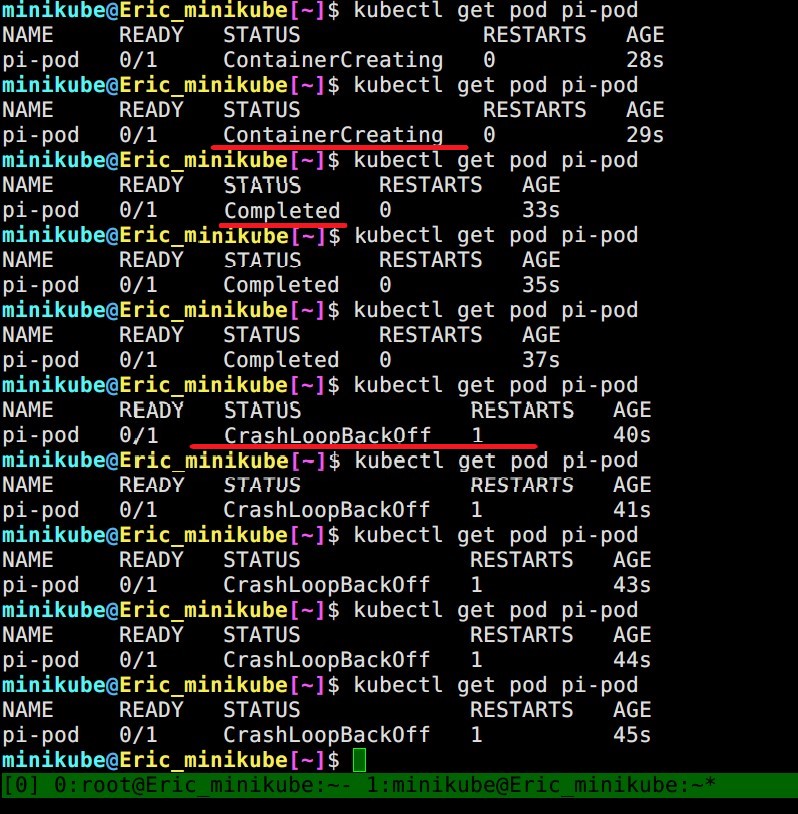 minikube@Eric_minikube[~]$ kubectl get pod pi-pod
NAME READY STATUS RESTARTS AGE
pi-pod 0/1 ContainerCreating 0 28s
minikube@Eric_minikube[~]$ kubectl get pod pi-pod
NAME READY STATUS RESTARTS AGE
pi-pod 0/1 ContainerCreating 0 29s
minikube@Eric_minikube[~]$ kubectl get pod pi-pod
NAME READY STATUS RESTARTS AGE
pi-pod 0/1 Completed 0 33s
minikube@Eric_minikube[~]$ kubectl get pod pi-pod
NAME READY STATUS RESTARTS AGE
pi-pod 0/1 Completed 0 35s
minikube@Eric_minikube[~]$ kubectl get pod pi-pod
NAME READY STATUS RESTARTS AGE
pi-pod 0/1 Completed 0 37s
minikube@Eric_minikube[~]$ kubectl get pod pi-pod
NAME READY STATUS RESTARTS AGE
pi-pod 0/1 CrashLoopBackOff 1 40s
minikube@Eric_minikube[~]$ kubectl get pod pi-pod
NAME READY STATUS RESTARTS AGE
pi-pod 0/1 CrashLoopBackOff 1 41s
minikube@Eric_minikube[~]$ kubectl get pod pi-pod
NAME READY STATUS RESTARTS AGE
pi-pod 0/1 CrashLoopBackOff 1 43s
minikube@Eric_minikube[~]$ kubectl get pod pi-pod
NAME READY STATUS RESTARTS AGE
pi-pod 0/1 CrashLoopBackOff 1 44s
minikube@Eric_minikube[~]$ kubectl get pod pi-pod
NAME READY STATUS RESTARTS AGE
pi-pod 0/1 CrashLoopBackOff 1 45s
minikube@Eric_minikube[~]$
[0] 0:root@Eric_minikube:~- 1:minikube@Eric_minikube:~*